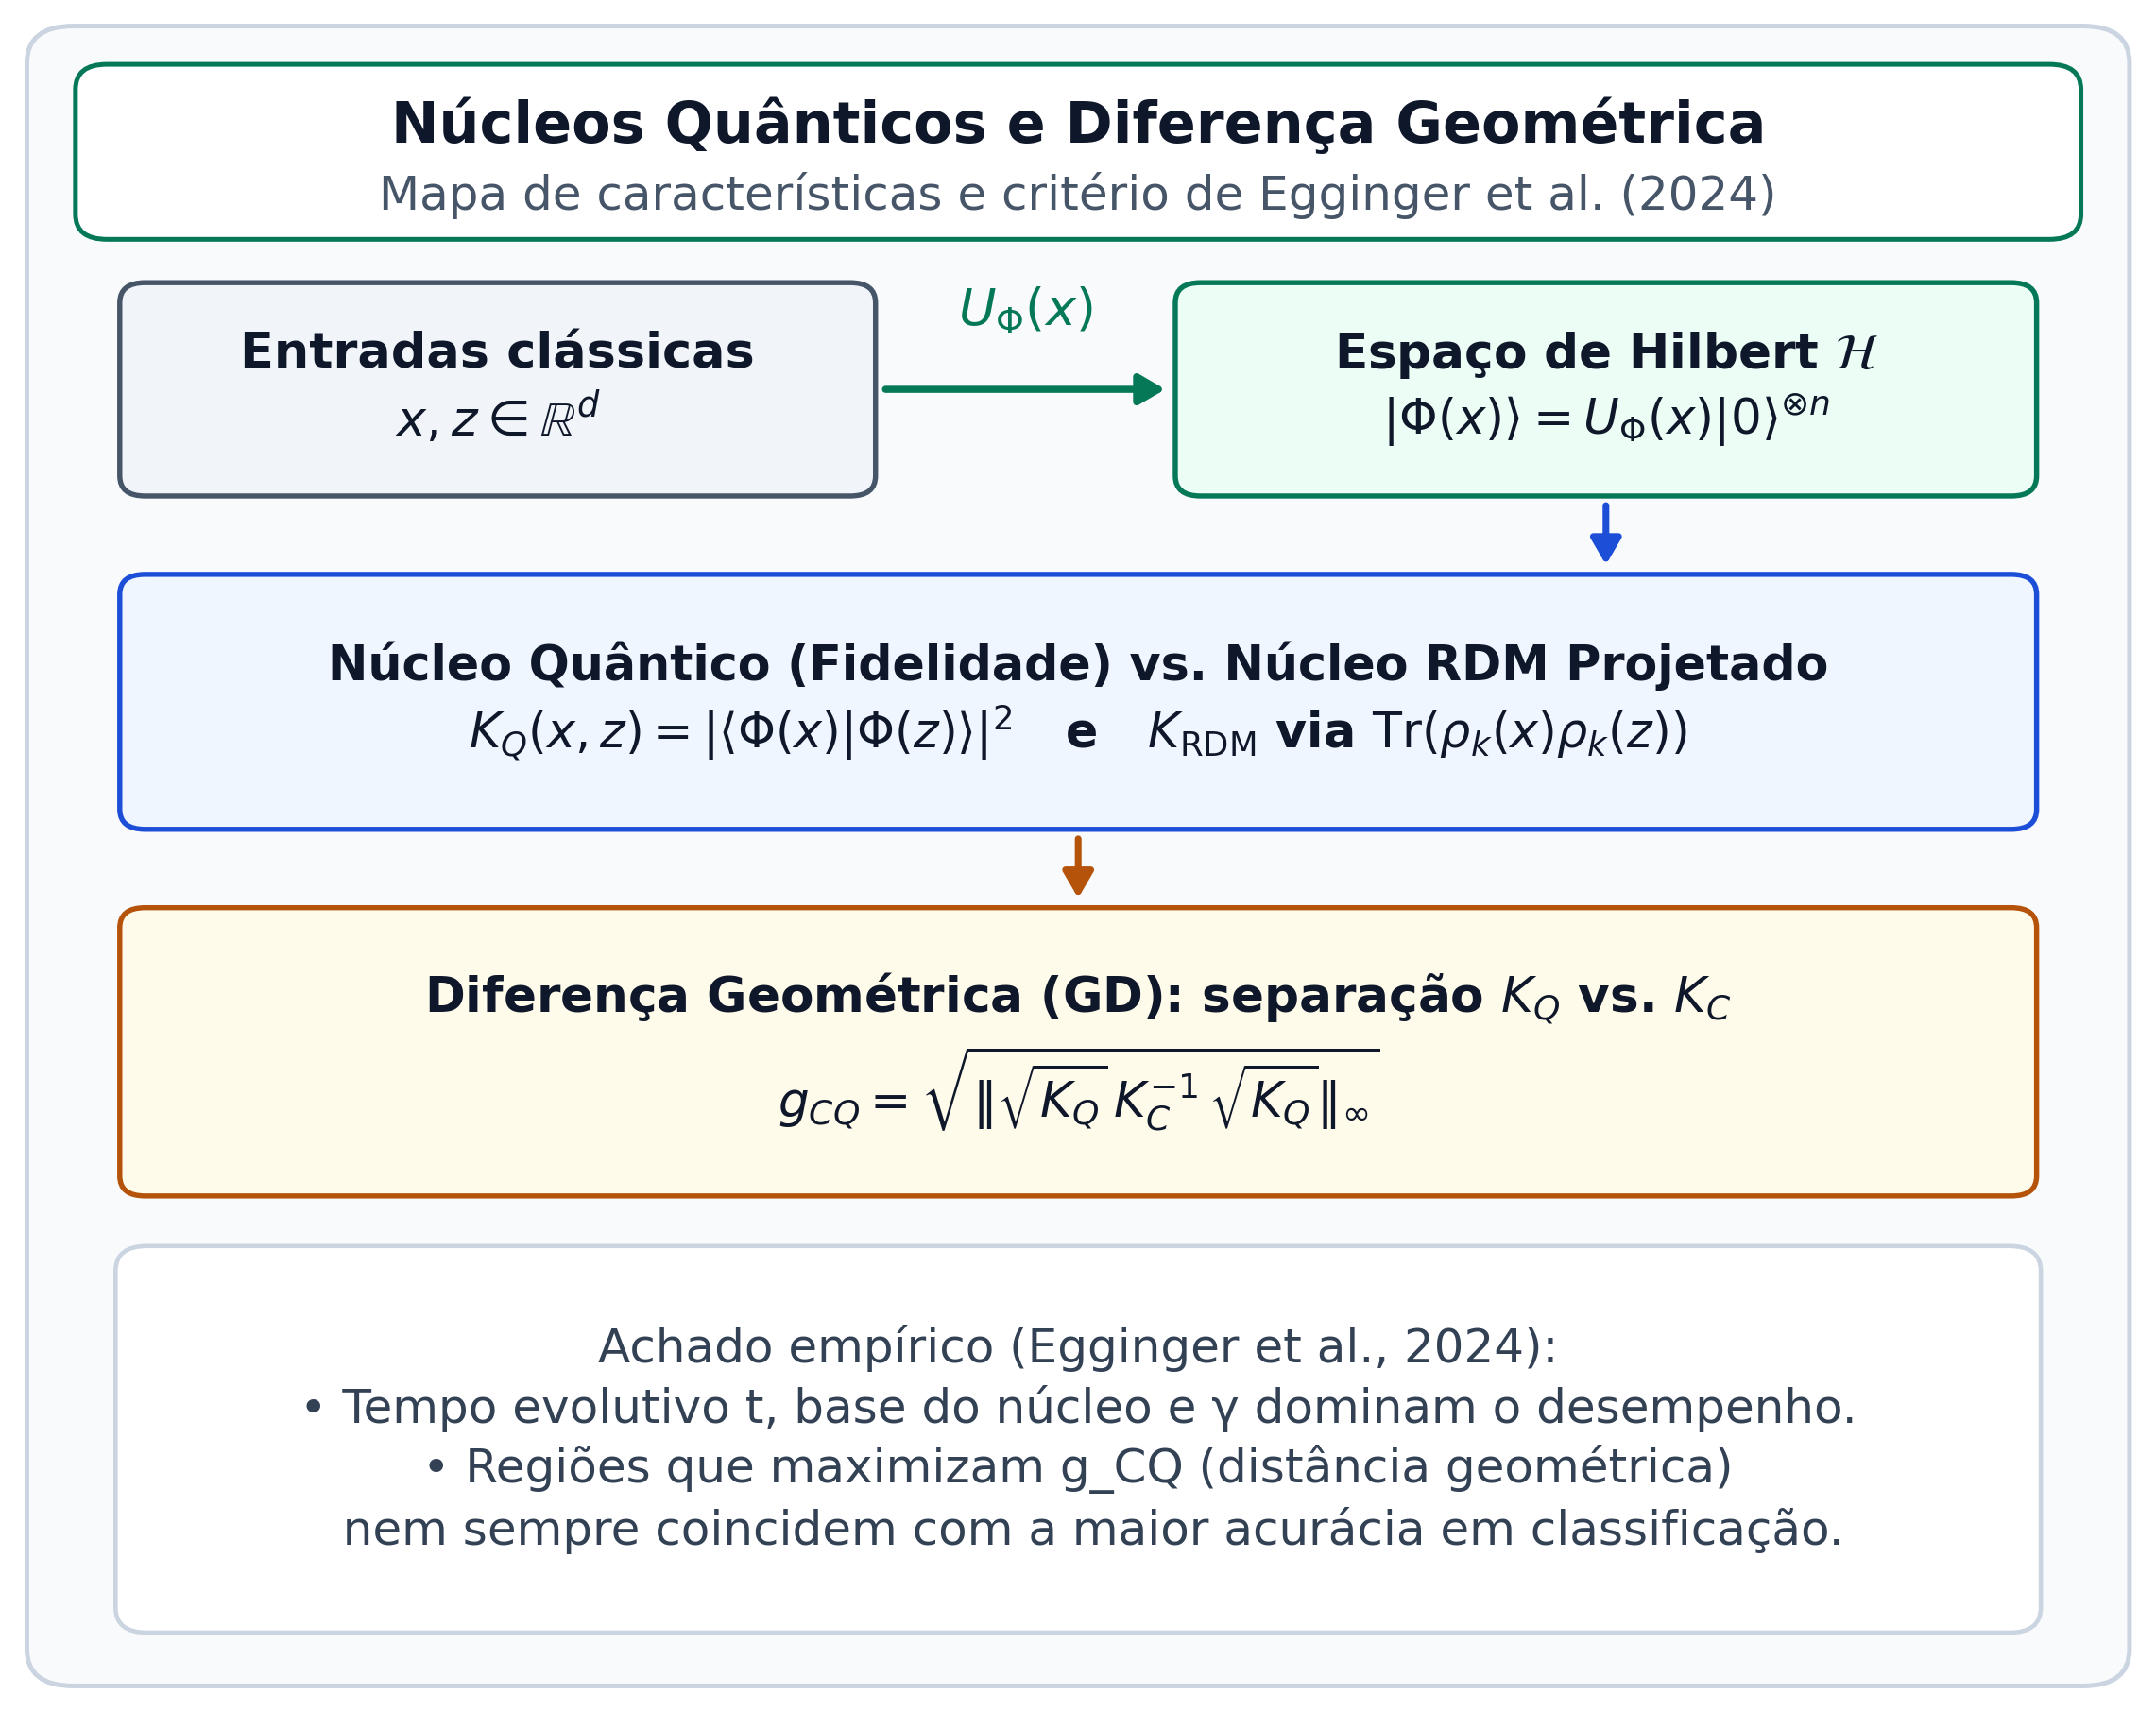 Núcleos Quânticos e Diferença Geométrica
Mapa de características e critério de Egginger et al. (2024)
Entradas clássicas
x, z ∈ ℝ^d
U_Φ(x)
Espaço de Hilbert ℋ
|Φ(x)⟩ = U_Φ(x)|0⟩^⊗n
Núcleo Quântico (Fidelidade) vs. Núcleo RDM Projetado
K_Q(x, z) = |⟨Φ(x)|Φ(z)⟩|² e K_RDM via Tr(ρ_k(x)ρ_k(z))
Diferença Geométrica (GD): separação K_Q vs. K_C
g_CQ = √(‖√K_Q K_C^−1 √K_Q‖_∞)
Achado empírico (Egginger et al., 2024):
• Tempo evolutivo t, base do núcleo e γ dominam o desempenho.
• Regiões que maximizam g_CQ (distância geométrica)
nem sempre coincidem com a maior acurácia em classificação.